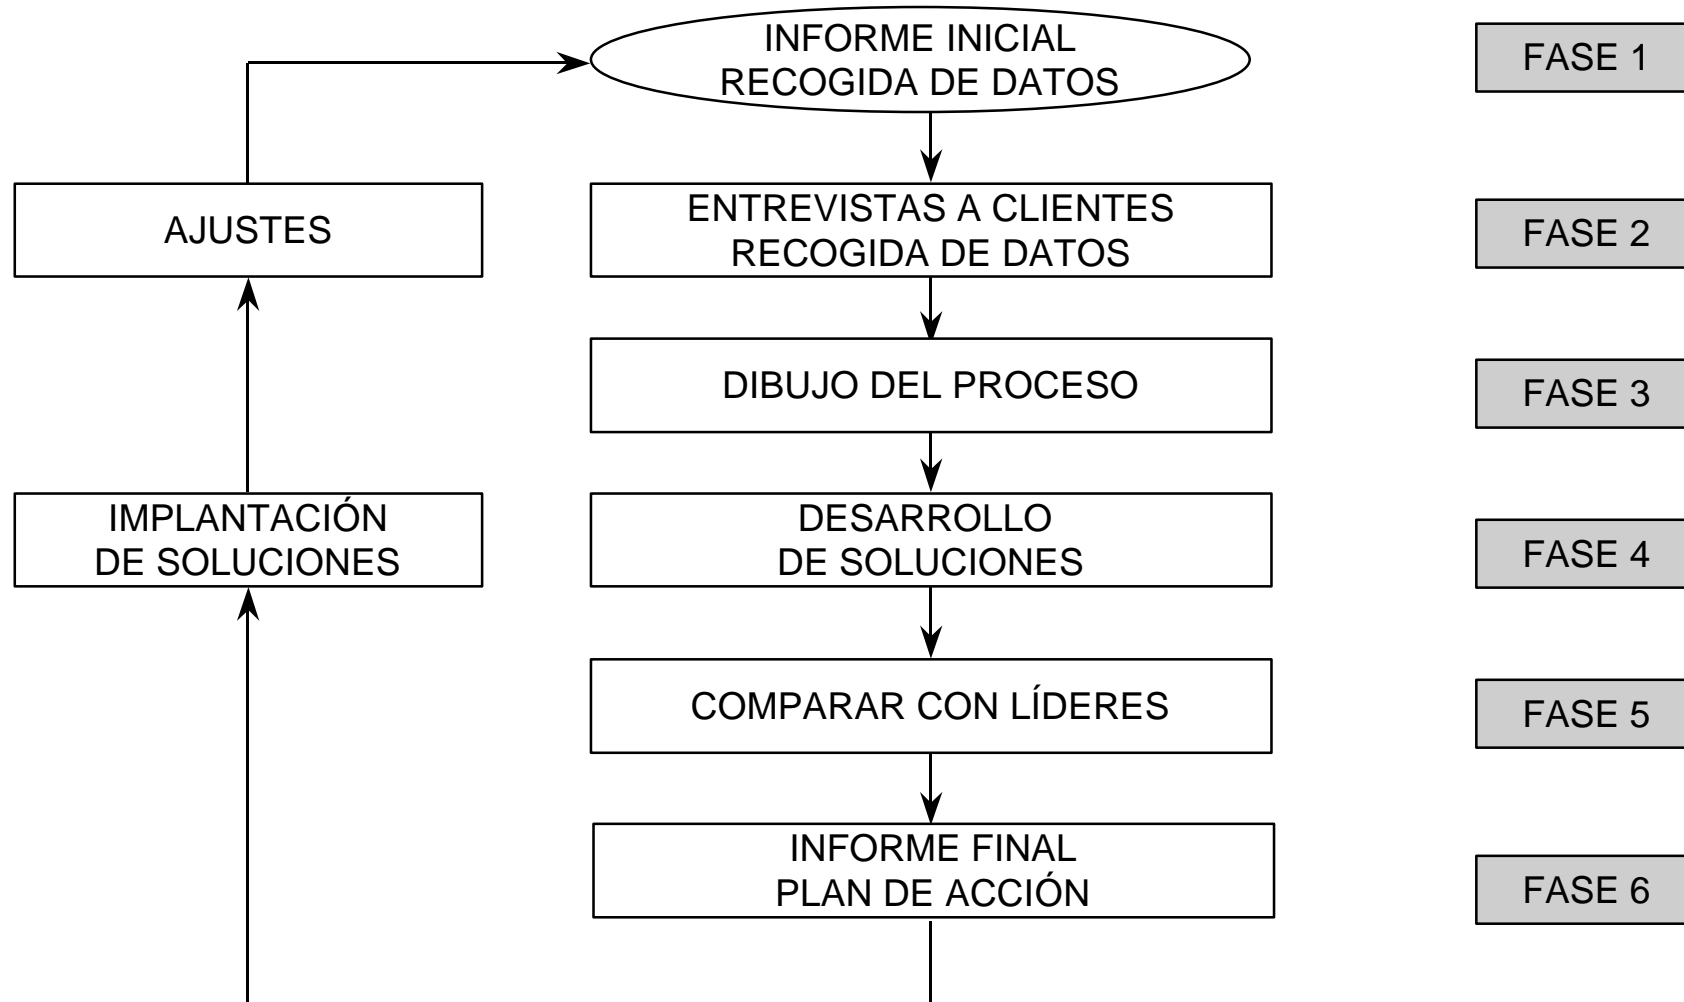 INFORME INICIAL
RECOGIDA DE DATOS
FASE 1
AJUSTES
ENTREVISTAS A CLIENTES
RECOGIDA DE DATOS
FASE 2
DIBUJO DEL PROCESO
FASE 3
IMPLANTACIÓN
DE SOLUCIONES
DESARROLLO
DE SOLUCIONES
FASE 4
COMPARAR CON LÍDERES
FASE 5
INFORME FINAL
PLAN DE ACCIÓN
FASE 6